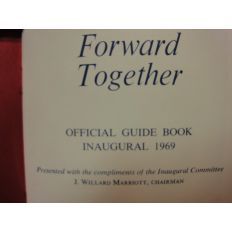 Forward
Together
OFFICIAL GUIDE BOOK
INAUGURAL 1969
Presented with the compliments of the Inaugural Committee
J. WILLARD MARRIOTT, CHAIRMAN